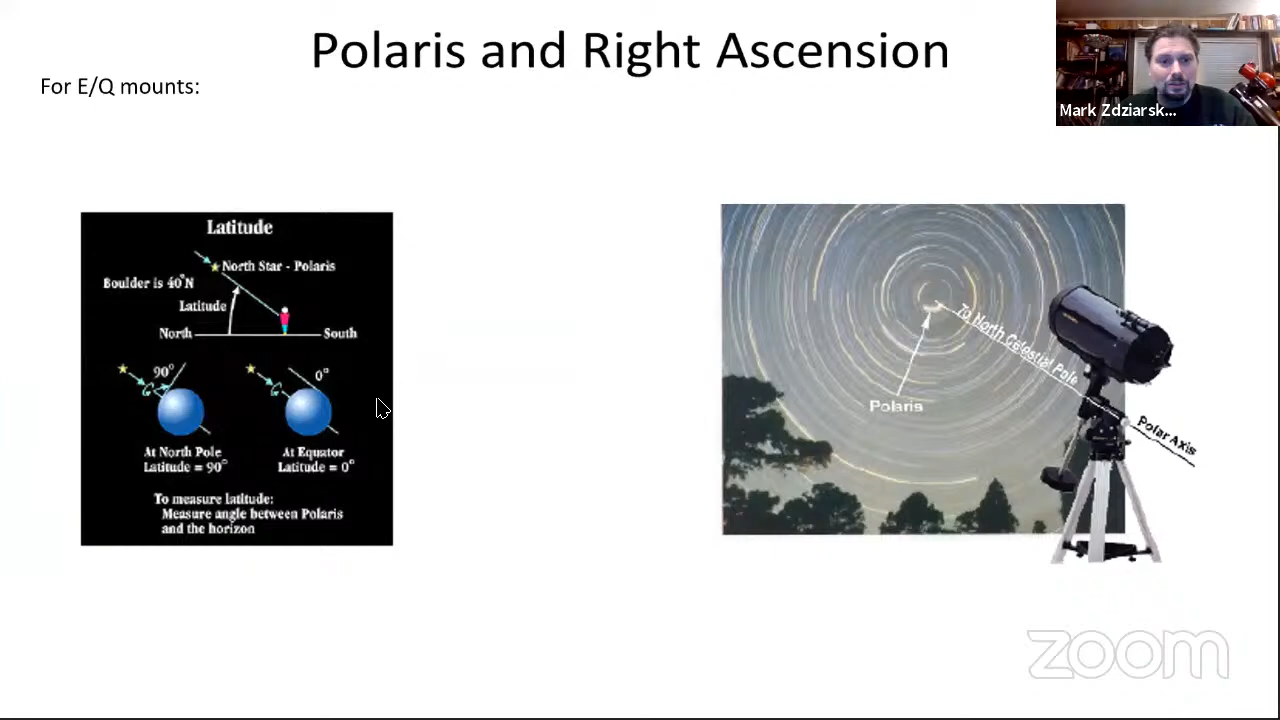 Polaris and Right Ascension
For E/Q mounts:
Mark Zdziarsk...
Latitude
North Star - Polaris
Boulder is 40°N
Latitude
North
South
90°
0°
At North Pole
Latitude = 90°
At Equator
Latitude = 0°
To measure latitude:
Measure angle between Polaris
and the horizon
To North Celestial Pole
Polaris
Polar Axis
zoom